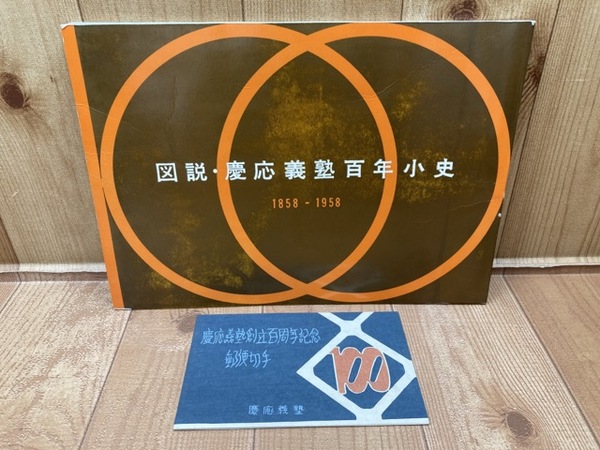 図説・慶応義塾百年小史
1858 - 1958
慶應義塾創立百周年記念
郵便切手
100
慶応義塾